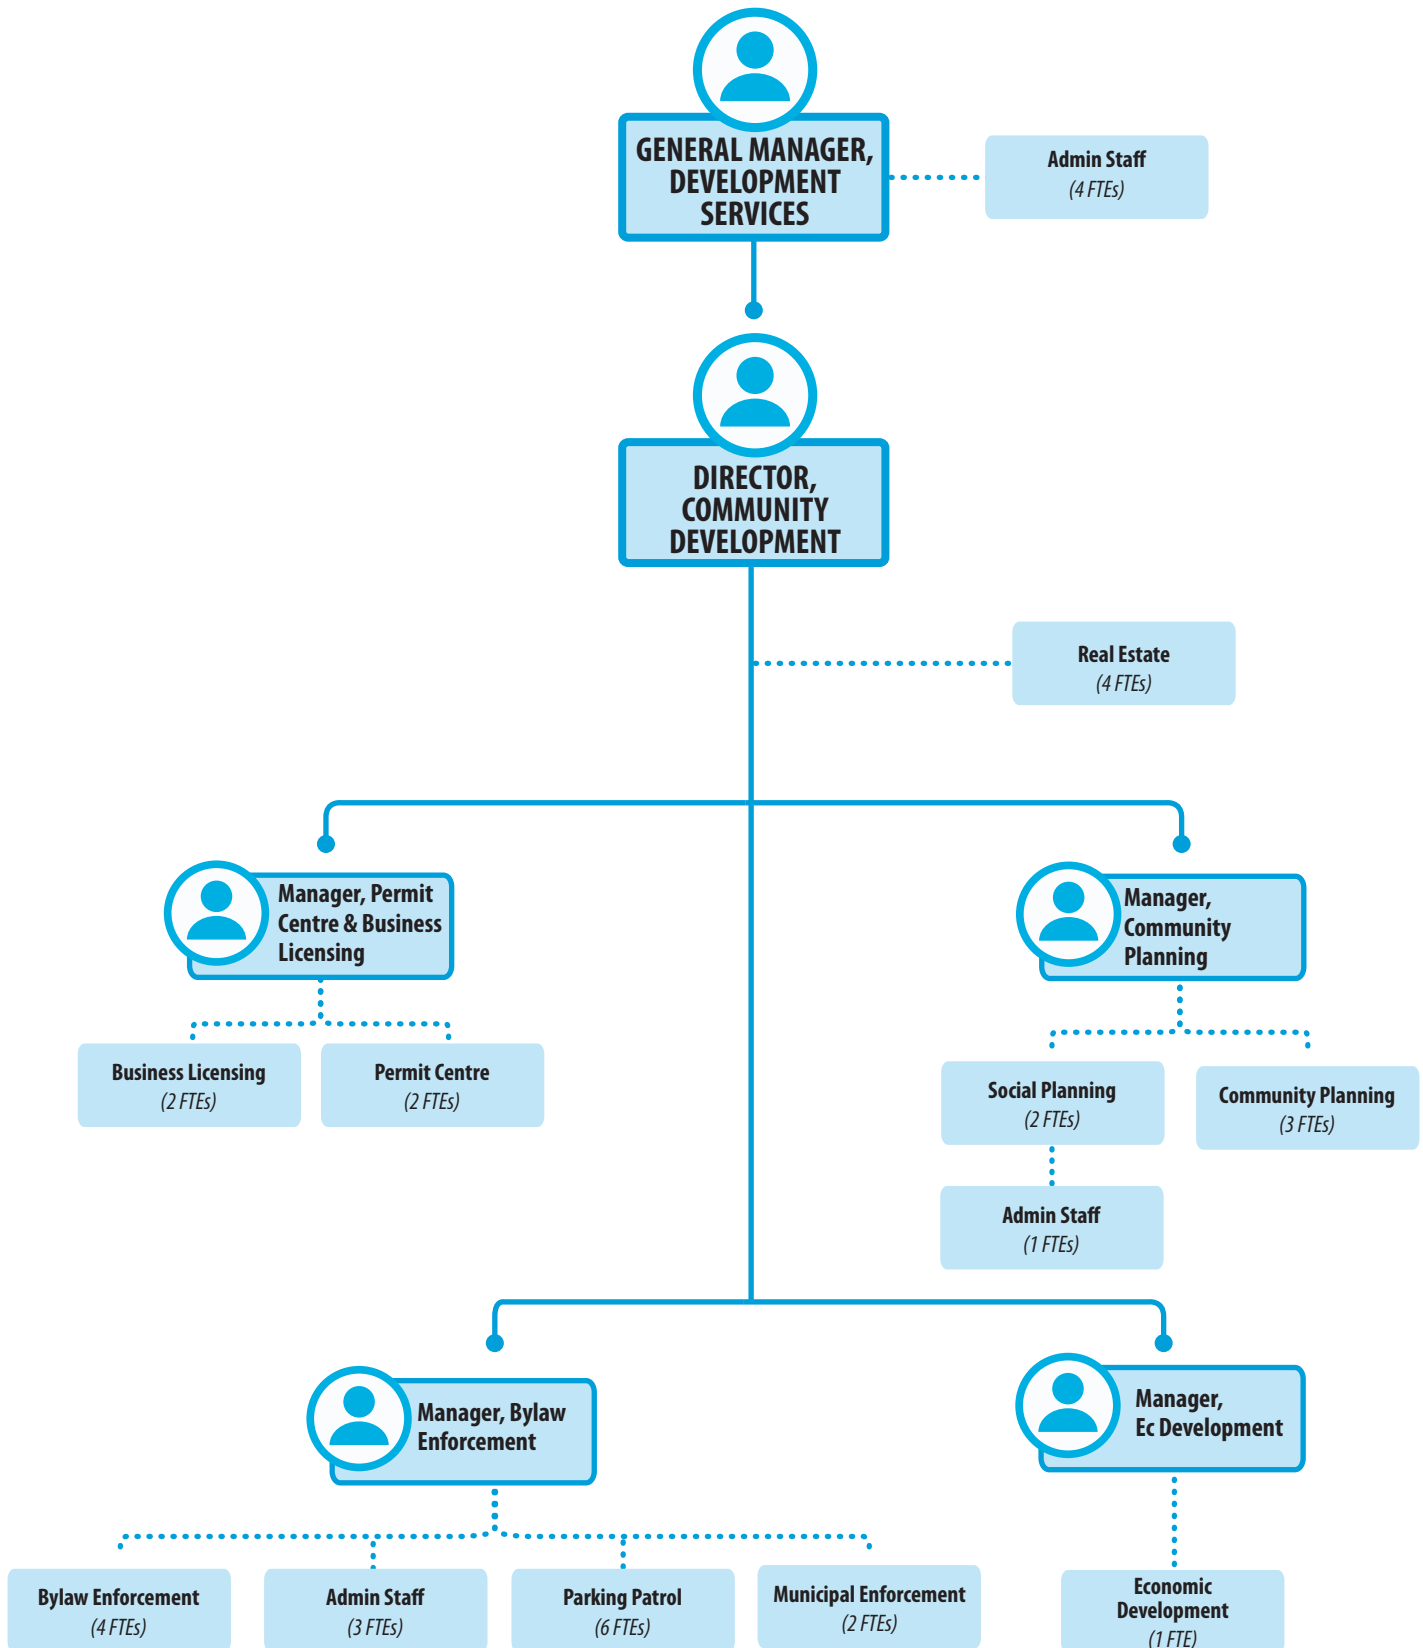 GENERAL MANAGER,
DEVELOPMENT
SERVICES
Admin Staff
(4 FTEs)
DIRECTOR,
COMMUNITY
DEVELOPMENT
Real Estate
(4 FTEs)
Manager, Permit
Centre & Business
Licensing
Manager,
Community
Planning
Business Licensing
(2 FTEs)
Permit Centre
(2 FTEs)
Social Planning
(2 FTEs)
Community Planning
(3 FTEs)
Admin Staff
(1 FTEs)
Manager, Bylaw
Enforcement
Manager,
Ec Development
Bylaw Enforcement
(4 FTEs)
Admin Staff
(3 FTEs)
Parking Patrol
(6 FTEs)
Municipal Enforcement
(2 FTEs)
Economic
Development
(1 FTE)